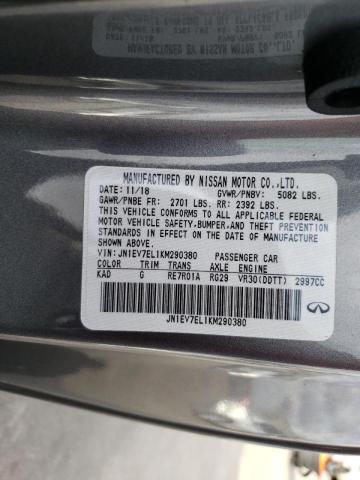 MANUFACTURED BY NISSAN MOTOR CO.,LTD.
DATE: 11/18 GVWR/PNBV: 5082 LBS.
GAWR/PNBE FR: 2701 LBS. RR: 2392 LBS.
THIS VEHICLE CONFORMS TO ALL APPLICABLE FEDERAL
MOTOR VEHICLE SAFETY,BUMPER,AND THEFT PREVENTION
STANDARDS IN EFFECT ON THE DATE OF MANUFACTURE
SHOWN ABOVE.
VIN: JN1EV7EL1KM290380 PASSENGER CAR
COLOR TRIM TRANS AXLE ENGINE
KAD G RE7R01A RG29 VR30(DDTT) 2997CC
JN1EV7EL1KM290380